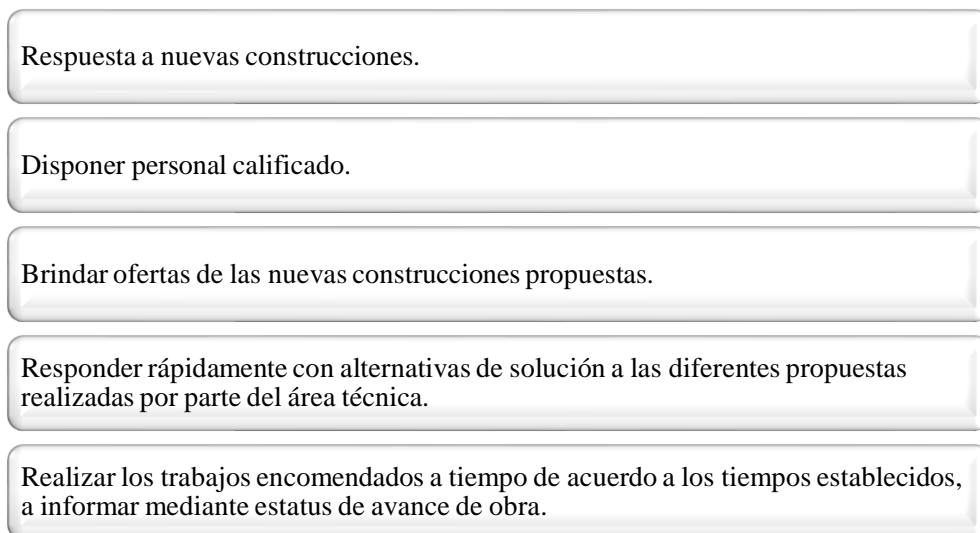 Respuesta a nuevas construcciones.
Disponer personal calificado.
Brindar ofertas de las nuevas construcciones propuestas.
Responder rápidamente con alternativas de solución a las diferentes propuestas
realizadas por parte del área técnica.
Realizar los trabajos encomendados a tiempo de acuerdo a los tiempos establecidos,
a informar mediante estatus de avance de obra.